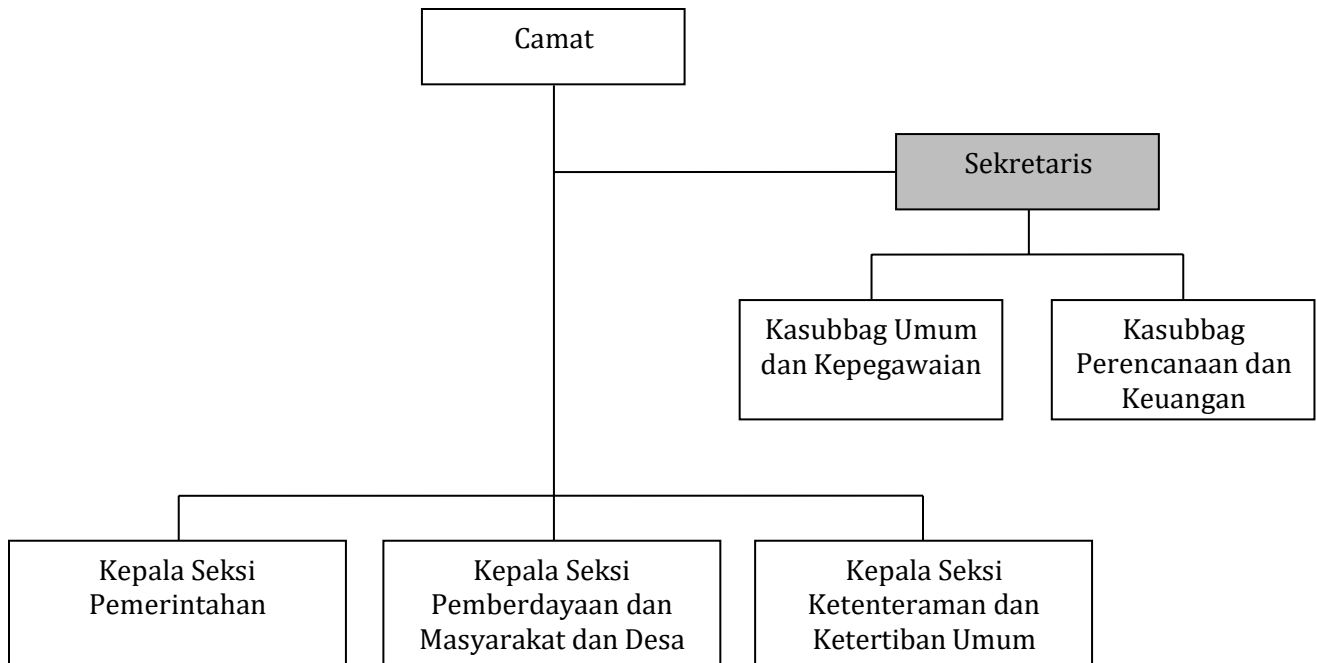 Camat
Sekretaris
Kasubbag Umum
dan Kepegawaian
Kasubbag
Perencanaan dan
Keuangan
Kepala Seksi
Pemerintahan
Kepala Seksi
Pemberdayaan dan
Masyarakat dan Desa
Kepala Seksi
Ketenteraman dan
Ketertiban Umum